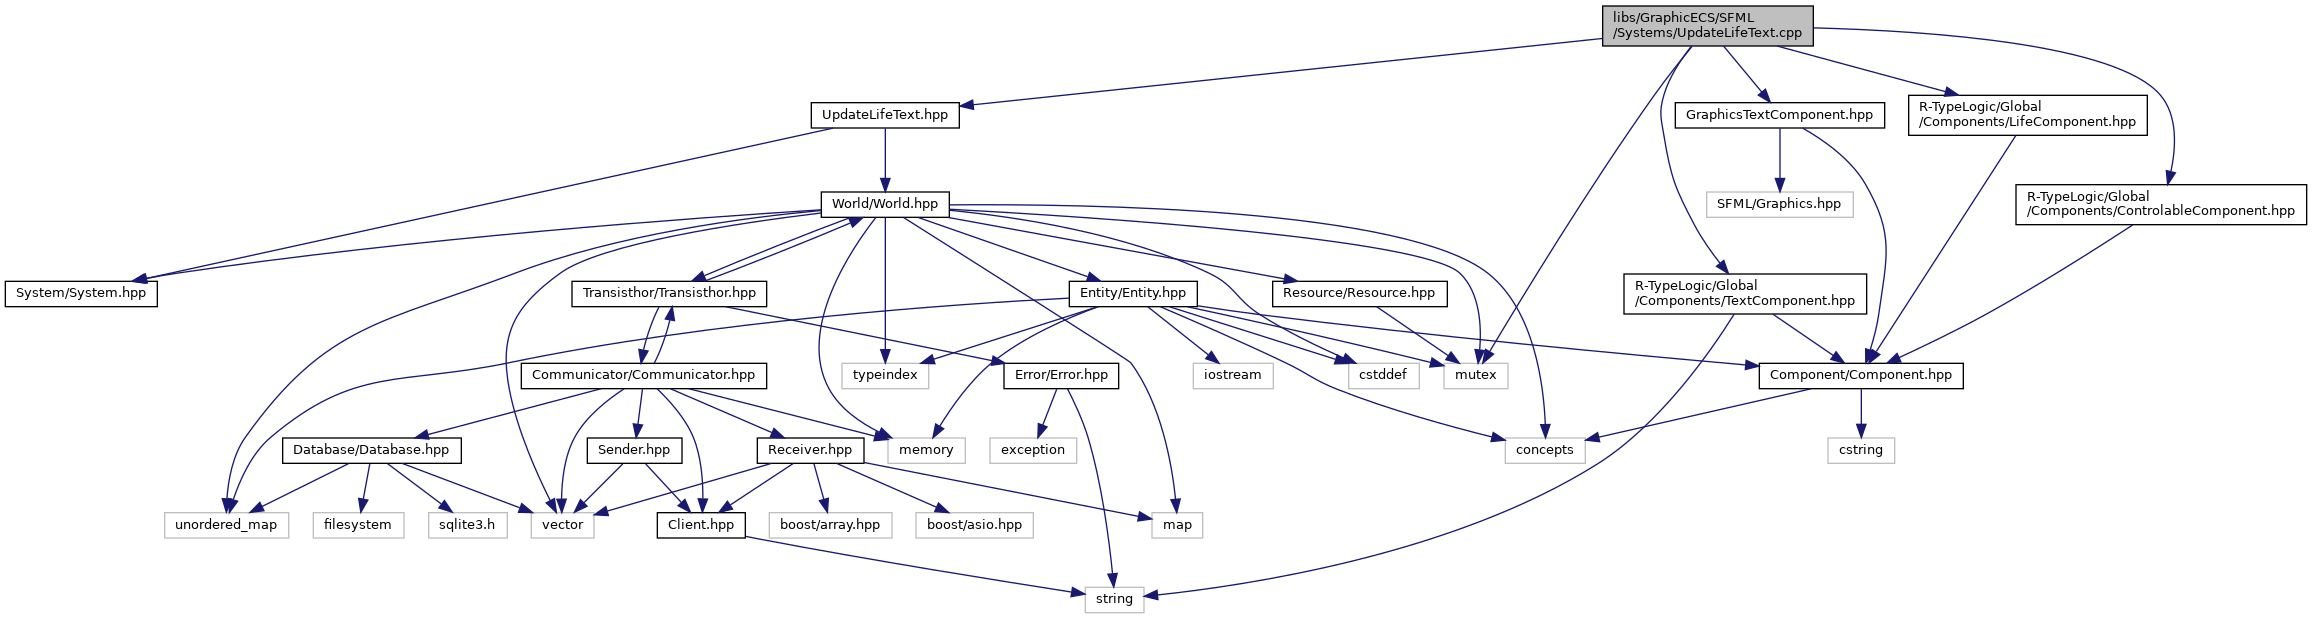 libs/GraphicECS/SFML
/Systems/UpdateLifeText.cpp
UpdateLifeText.hpp
GraphicsTextComponent.hpp
R-TypeLogic/Global
/Components/LifeComponent.hpp
World/World.hpp
SFML/Graphics.hpp
R-TypeLogic/Global
/Components/ControlableComponent.hpp
System/System.hpp
Transisthor/Transisthor.hpp
Entity/Entity.hpp
Resource/Resource.hpp
R-TypeLogic/Global
/Components/TextComponent.hpp
Communicator/Communicator.hpp
typeindex
Error/Error.hpp
iostream
cstddef
mutex
Component/Component.hpp
Database/Database.hpp
Sender.hpp
Receiver.hpp
memory
exception
concepts
cstring
unordered_map
filesystem
sqlite3.h
vector
Client.hpp
boost/array.hpp
boost/asio.hpp
map
string